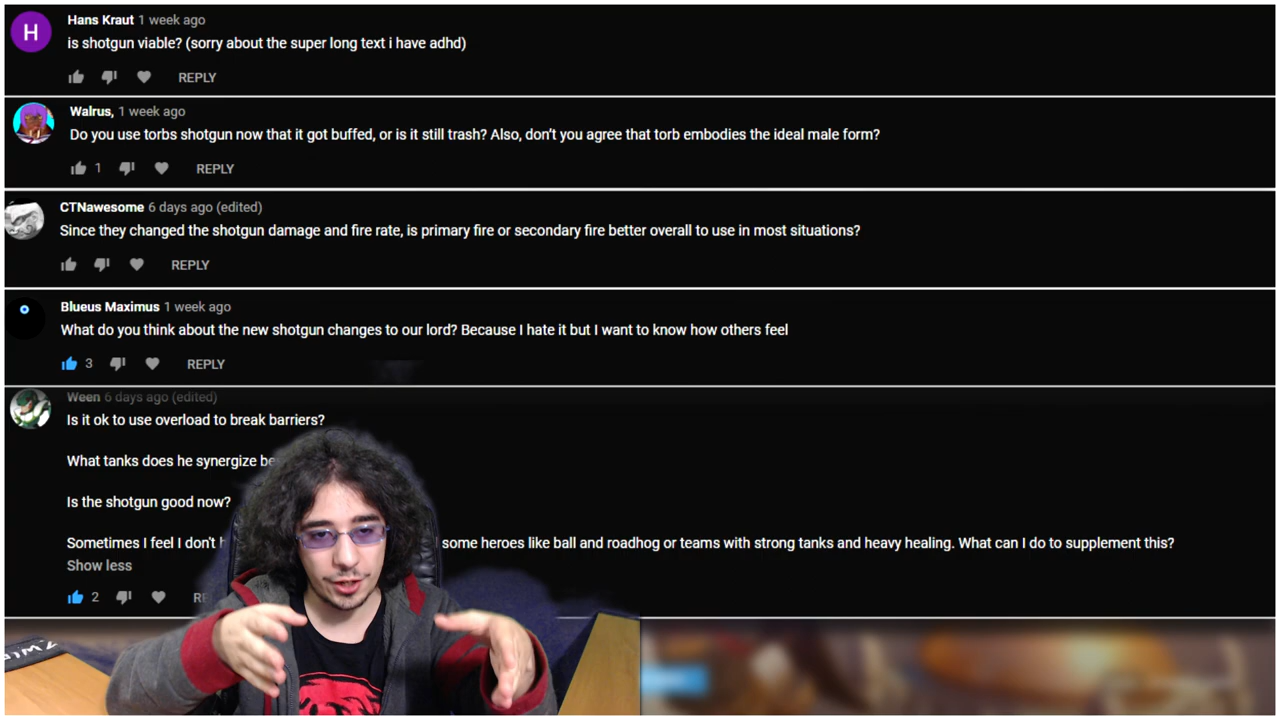 H
Hans Kraut 1 week ago
is shotgun viable? (sorry about the super long text i have adhd)
REPLY
Walrus, 1 week ago
Do you use torbs shotgun now that it got buffed, or is it still trash? Also, don't you agree that torb embodies the ideal male form?
1 REPLY
CTNawesome 6 days ago (edited)
Since they changed the shotgun damage and fire rate, is primary fire or secondary fire better overall to use in most situations?
REPLY
Blueus Maximus 1 week ago
What do you think about the new shotgun changes to our lord? Because I hate it but I want to know how others feel
3 REPLY
Ween 6 days ago (edited)
Is it ok to use overload to break barriers?
What tanks does he synergize
Is the shotgun good now?
Sometimes I feel I don't some heroes like ball and roadhog or teams with strong tanks and heavy healing. What can I do to supplement this?
Show less
2